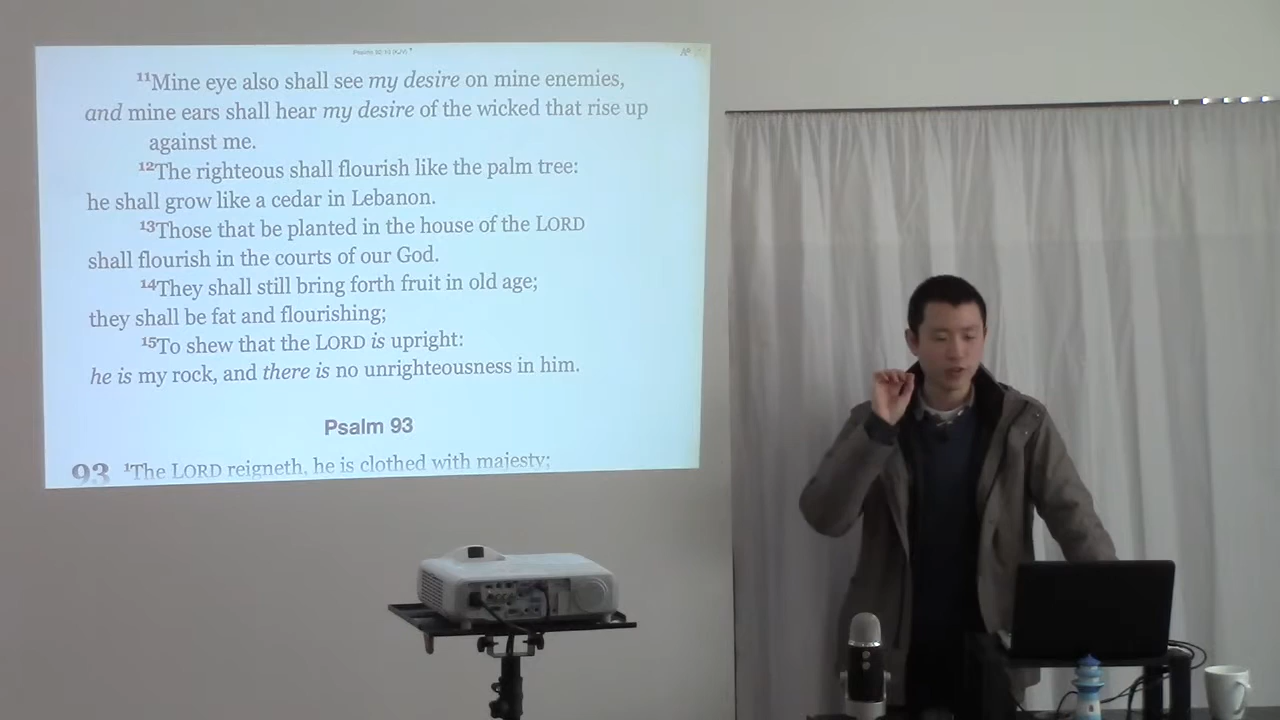 Psalms 92-93 (KJV)
¹¹Mine eye also shall see my desire on mine enemies,
and mine ears shall hear my desire of the wicked that rise up
against me.
¹²The righteous shall flourish like the palm tree:
he shall grow like a cedar in Lebanon.
¹³Those that be planted in the house of the LORD
shall flourish in the courts of our God.
¹⁴They shall still bring forth fruit in old age;
they shall be fat and flourishing;
¹⁵To shew that the LORD is upright:
he is my rock, and there is no unrighteousness in him.
Psalm 93
93 ¹The LORD reigneth, he is clothed with majesty;